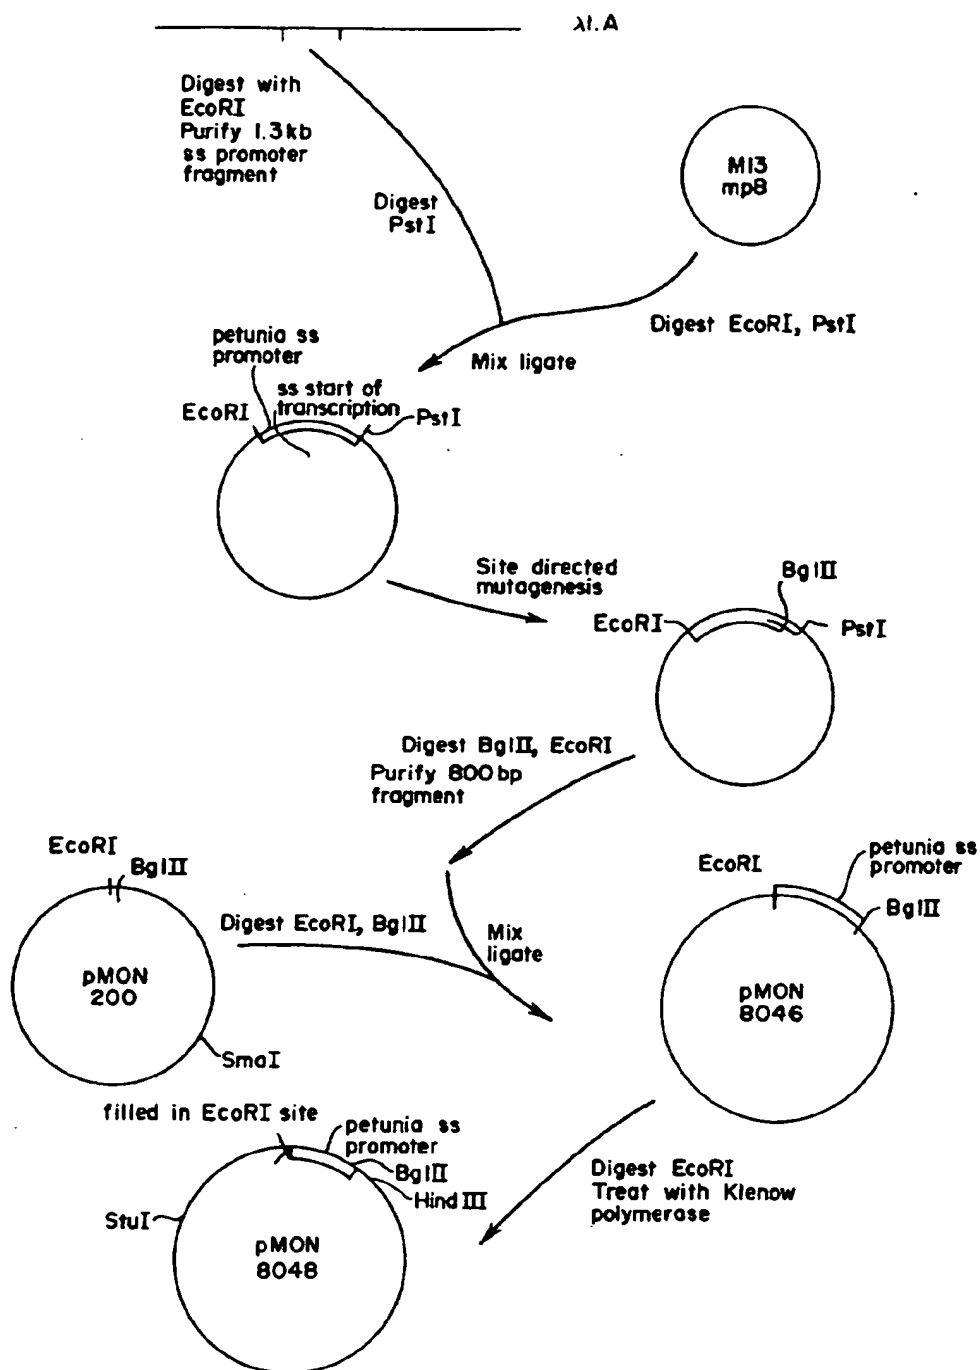 λI.A
Digest with
EcoRI
Purify 1.3kb
ss promoter
fragment
M13
mp8
Digest
PstI
Digest EcoRI, PstI
Mix ligate
petunia ss
promoter
ss start of
transcription
EcoRI
PstI
Site directed
mutagenesis
BglII
EcoRI
PstI
Digest BglII, EcoRI
Purify 800bp
fragment
EcoRI
BglII
pMON
200
SmaI
Digest EcoRI, BglII
Mix
ligate
EcoRI
petunia ss
promoter
BglII
pMON
8046
Digest EcoRI
Treat with Klenow
polymerase
filled in EcoRI site
petunia ss
promoter
BglII
Hind III
StuI
pMON
8048